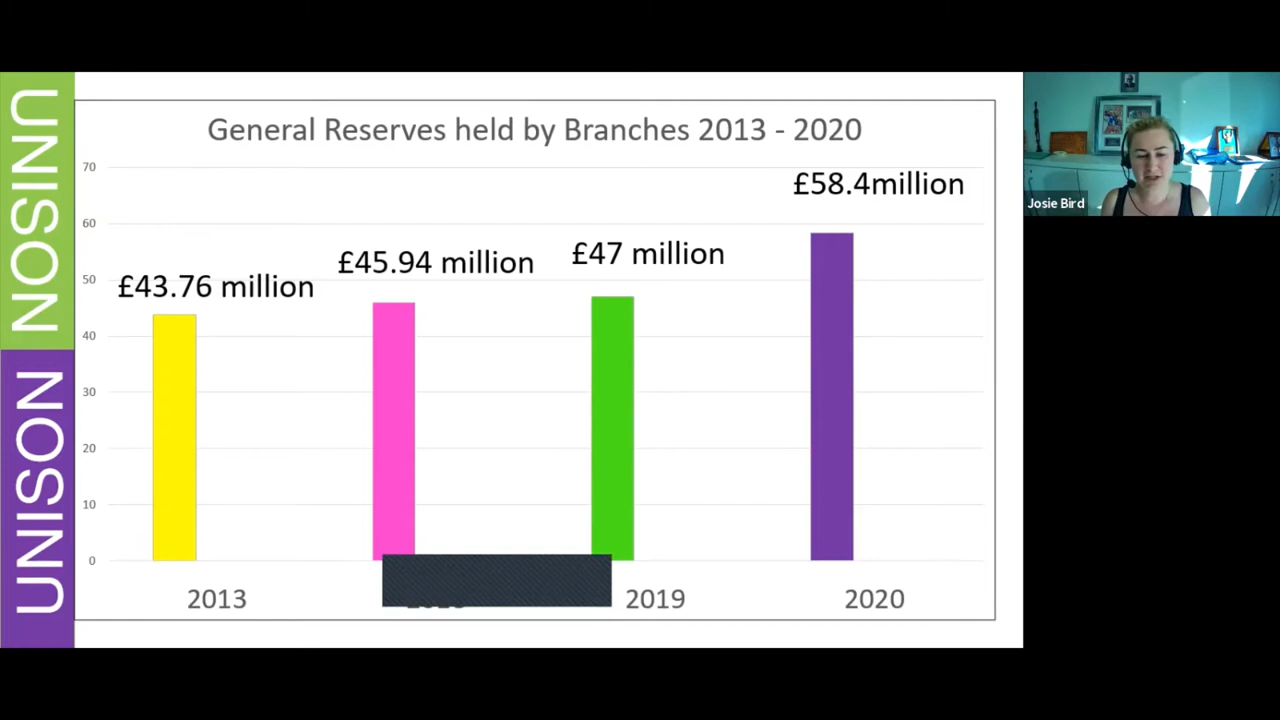 UNISON
UNISON
General Reserves held by Branches 2013 - 2020
70
60
50
40
30
20
10
0
£43.76 million
£45.94 million
£47 million
£58.4million
2013
2019
2020
Josie Bird